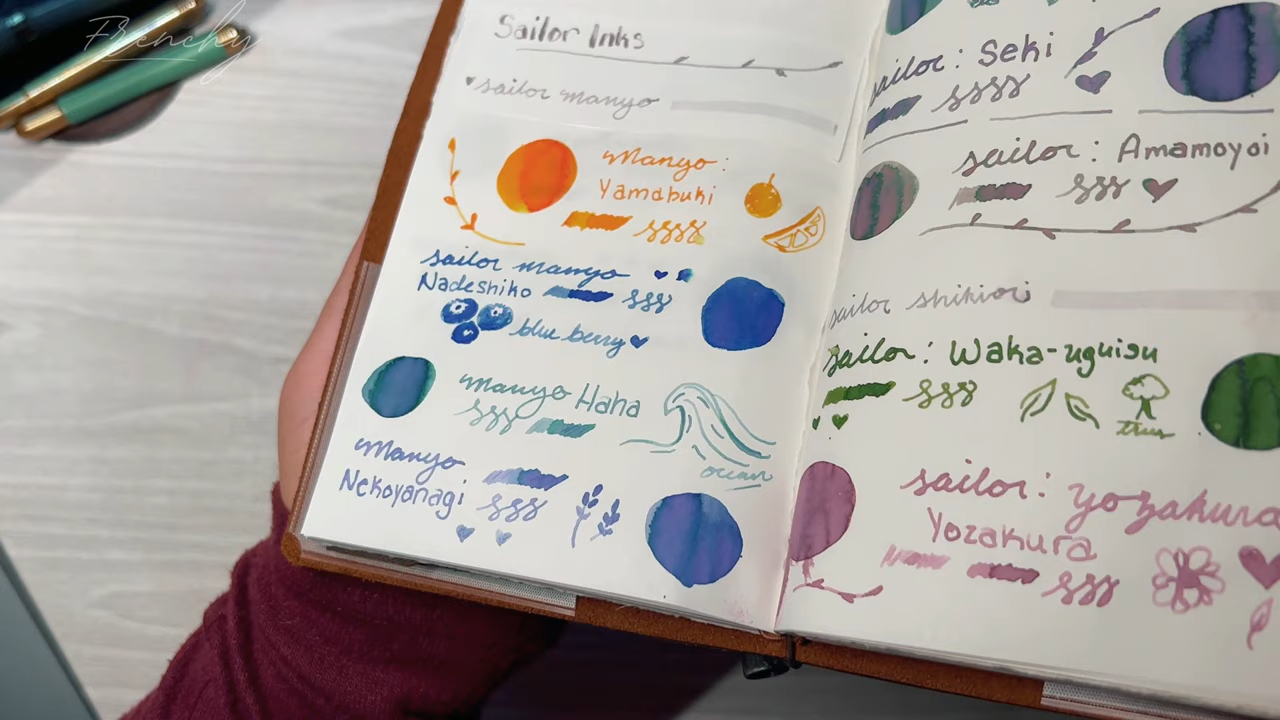 Frenchy
Sailor Inks
sailor manyo
Manyo:
Yamabuki
ssss
sailor manyo
Nadeshiko sss
blue berry
manyo Haha
sss
ocean
Manyo
Nekoyanagi
sss
sailor: Seki
ssss
sailor: Amamoyoi
sss
sailor shikiori
sailor: Waka-uguisu
sss
sailor: yozakura
Yozakura
sss